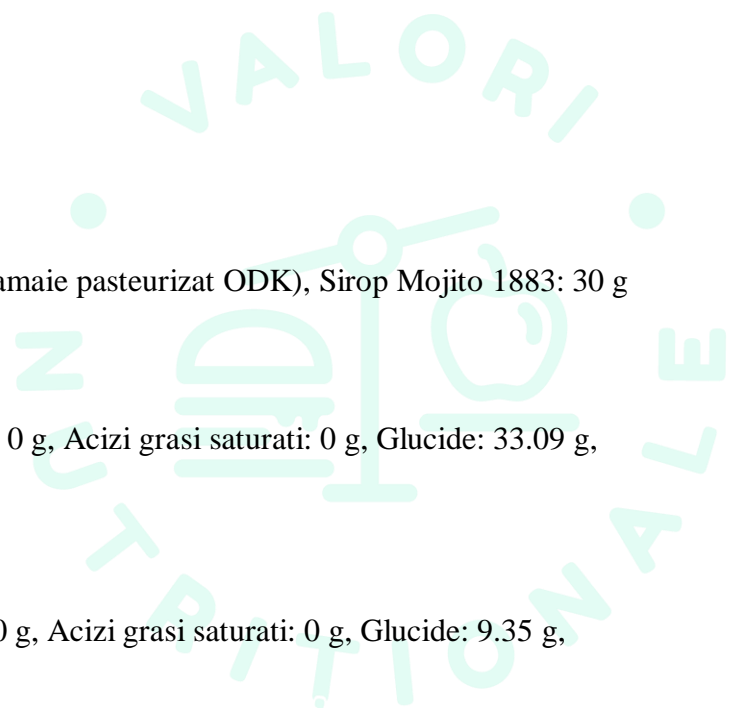 VALORI
amaie pasteurizat ODK), Sirop Mojito 1883: 30 g
0 g, Acizi grasi saturati: 0 g, Glucide: 33.09 g,
0 g, Acizi grasi saturati: 0 g, Glucide: 9.35 g,
NUTRITIONALE